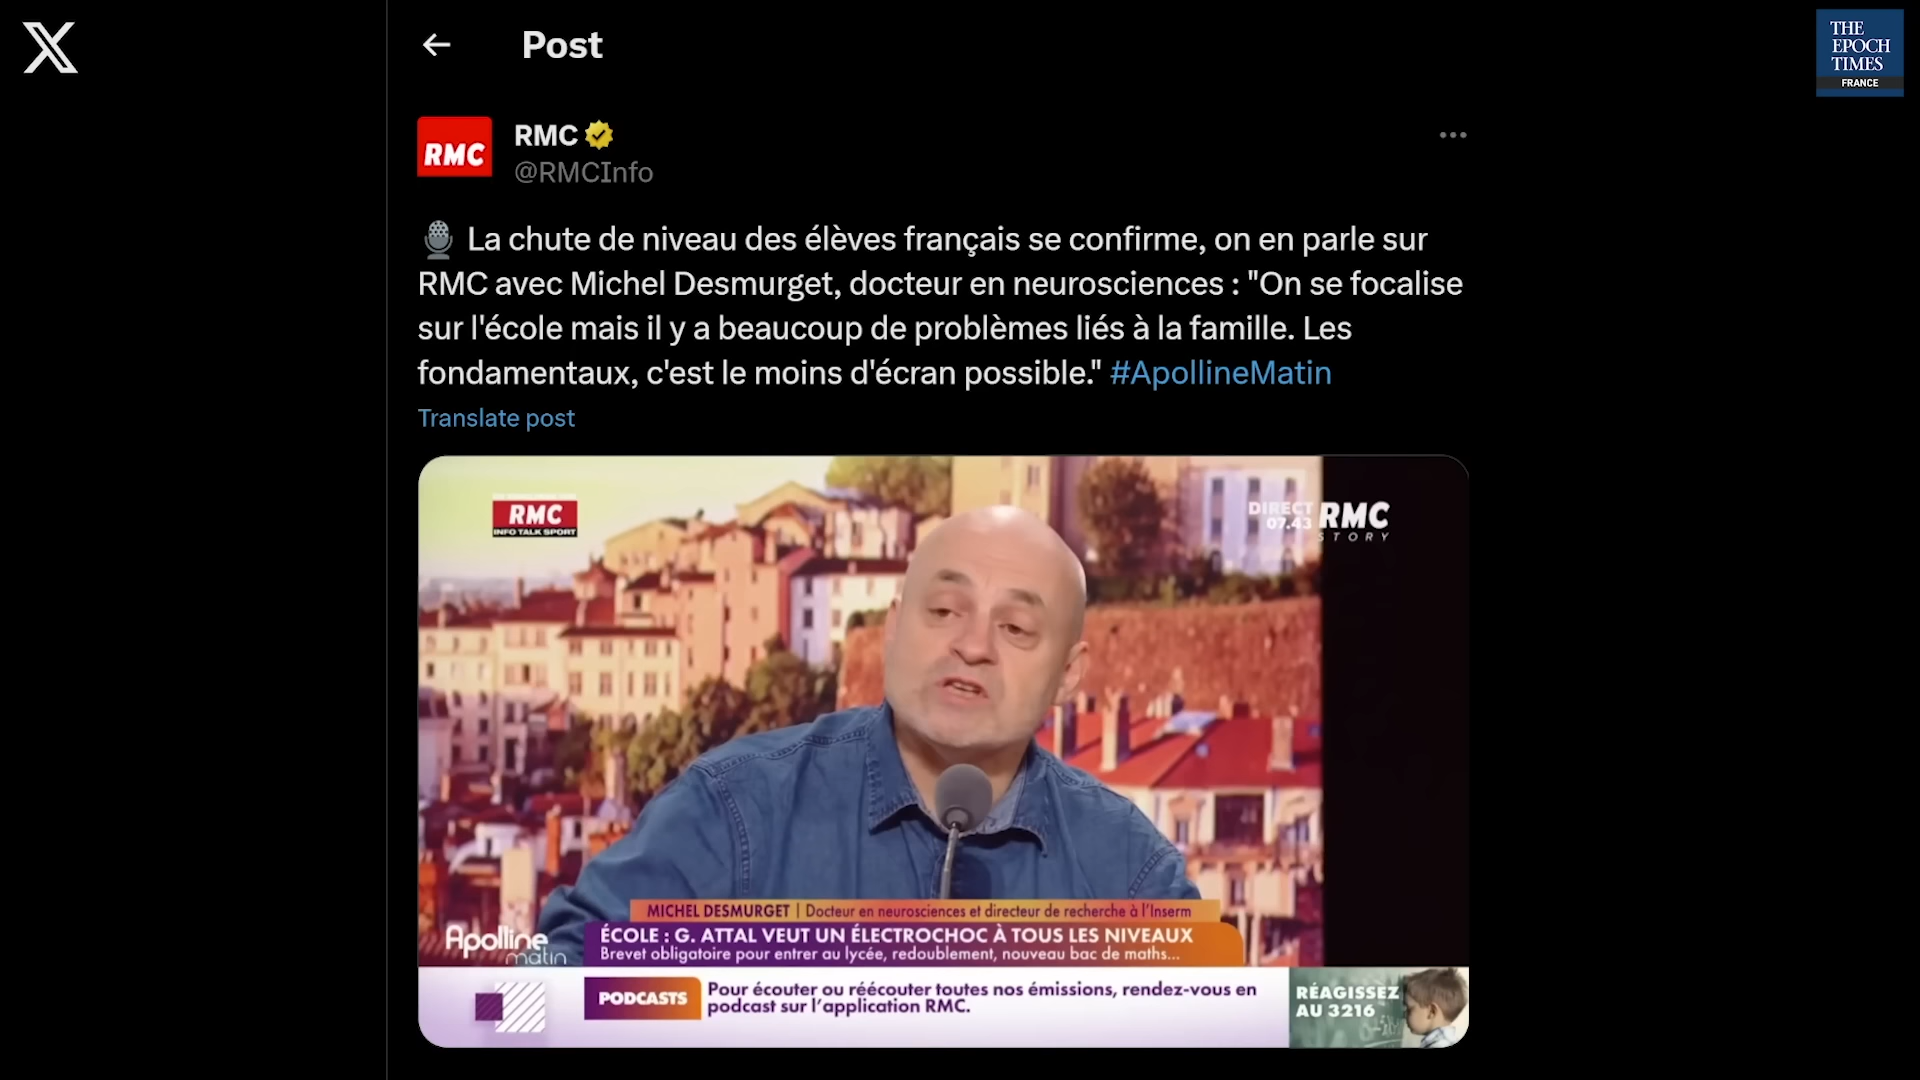 THE
EPOCH
TIMES
FRANCE
Post
RMC
RMC
@RMCInfo
La chute de niveau des élèves français se confirme, on en parle sur
RMC avec Michel Desmurget, docteur en neurosciences : "On se focalise
sur l'école mais il y a beaucoup de problèmes liés à la famille. Les
fondamentaux, c'est le moins d'écran possible." #ApollineMatin
Translate post
RMC
INFO TALK SPORT
DIRECT
07.43
RMC
STORY
MICHEL DESMURGET | Docteur en neurosciences et directeur de recherche à l'Inserm
Apolline
matin
ÉCOLE : G. ATTAL VEUT UN ÉLECTROCHOC À TOUS LES NIVEAUX
Brevet obligatoire pour entrer au lycée, redoublement, nouveau bac de maths...
PODCASTS
Pour écouter ou réécouter toutes nos émissions, rendez-vous en
podcast sur l'application RMC.
RÉAGISSEZ
AU 3216